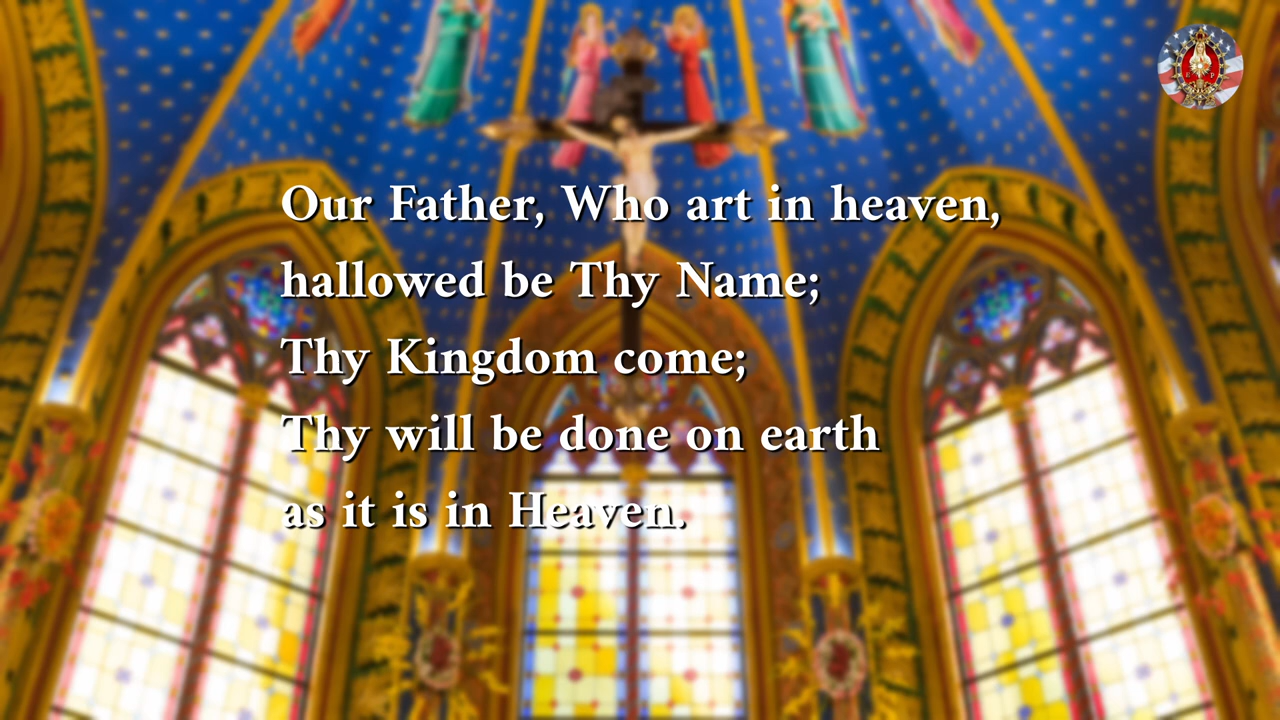 Our Father, Who art in heaven,
hallowed be Thy Name;
Thy Kingdom come;
Thy will be done on earth
as it is in Heaven.